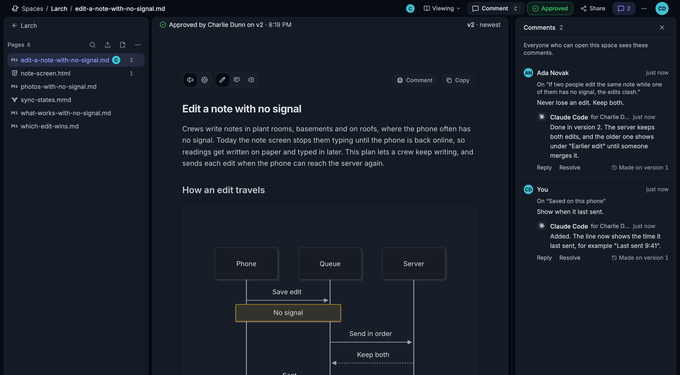 Spaces / Larch / edit-a-note-with-no-signal.md
C
Viewing
Comment C
Approved
Share
2
CD
Larch
Pages 6
edit-a-note-with-no-signal.md C 2
note-screen.html 1
photos-with-no-signal.md
sync-states.mmd
what-works-with-no-signal.md
which-edit-wins.md
Approved by Charlie Dunn on v2 · 8:19 PM
v2 · newest
Comment
Copy
Edit a note with no signal
Crews write notes in plant rooms, basements and on roofs, where the phone often has
no signal. Today the note screen stops them typing until the phone is back online, so
readings get written on paper and typed in later. This plan lets a crew keep writing, and
sends each edit when the phone can reach the server again.
How an edit travels
Phone
Queue
Server
Save edit
No signal
Send in order
Keep both
Sent
Comments 2
Everyone who can open this space sees these
comments.
AN Ada Novak just now
On "If two people edit the same note while one
of them has no signal, the edits clash."
Never lose an edit. Keep both.
Claude Code for Charlie D... just now
Done in version 2. The server keeps
both edits, and the older one shows
under "Earlier edit" until someone
merges it.
Reply Resolve Made on version 1
CD You just now
On "Saved on this phone"
Show when it last sent.
Claude Code for Charlie D... just now
Added. The line now shows the time it
last sent, for example "Last sent 9:41".
Reply Resolve Made on version 1